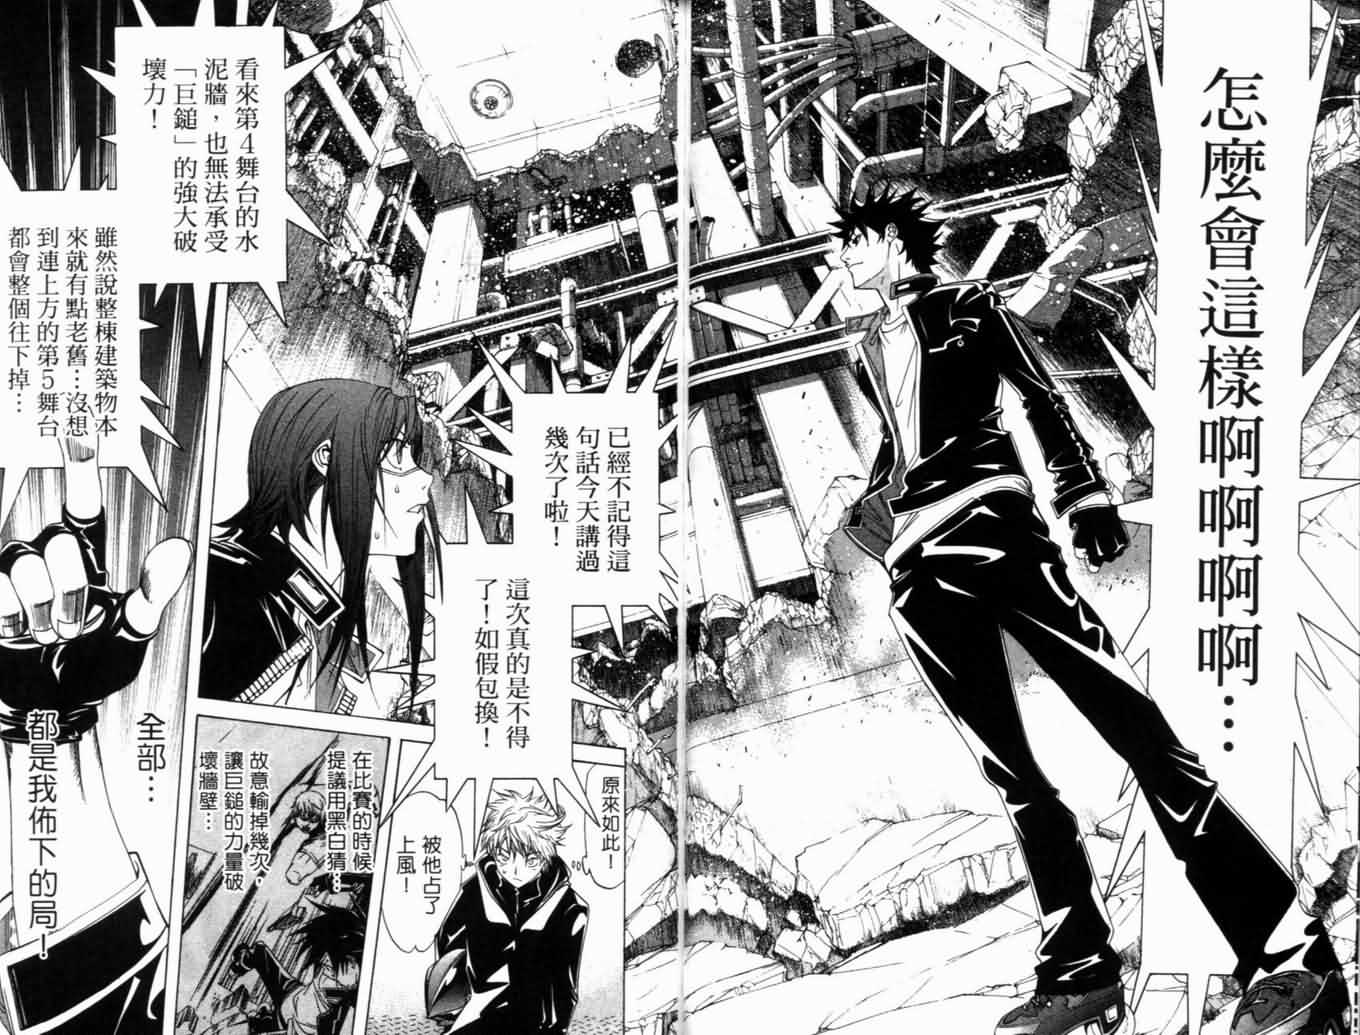 怎麼會這樣啊啊啊啊…
已經不記得這
句話今天講過
幾次了啦！
這次真的是不得
了！如假包換！
看來第４舞台的水
泥牆，也無法承受
「巨鎚」的強大破
壞力！
雖然說整棟建築物本
來就有點老舊…沒想
到連上方的第５舞台
都會整個往下掉…
原來如此！
被他占了
上風！
在比賽的時候
提議用黑白猜…
故意輸掉幾次，
讓巨鎚的力量破
壞牆壁…
全部…
都是我佈下的局！